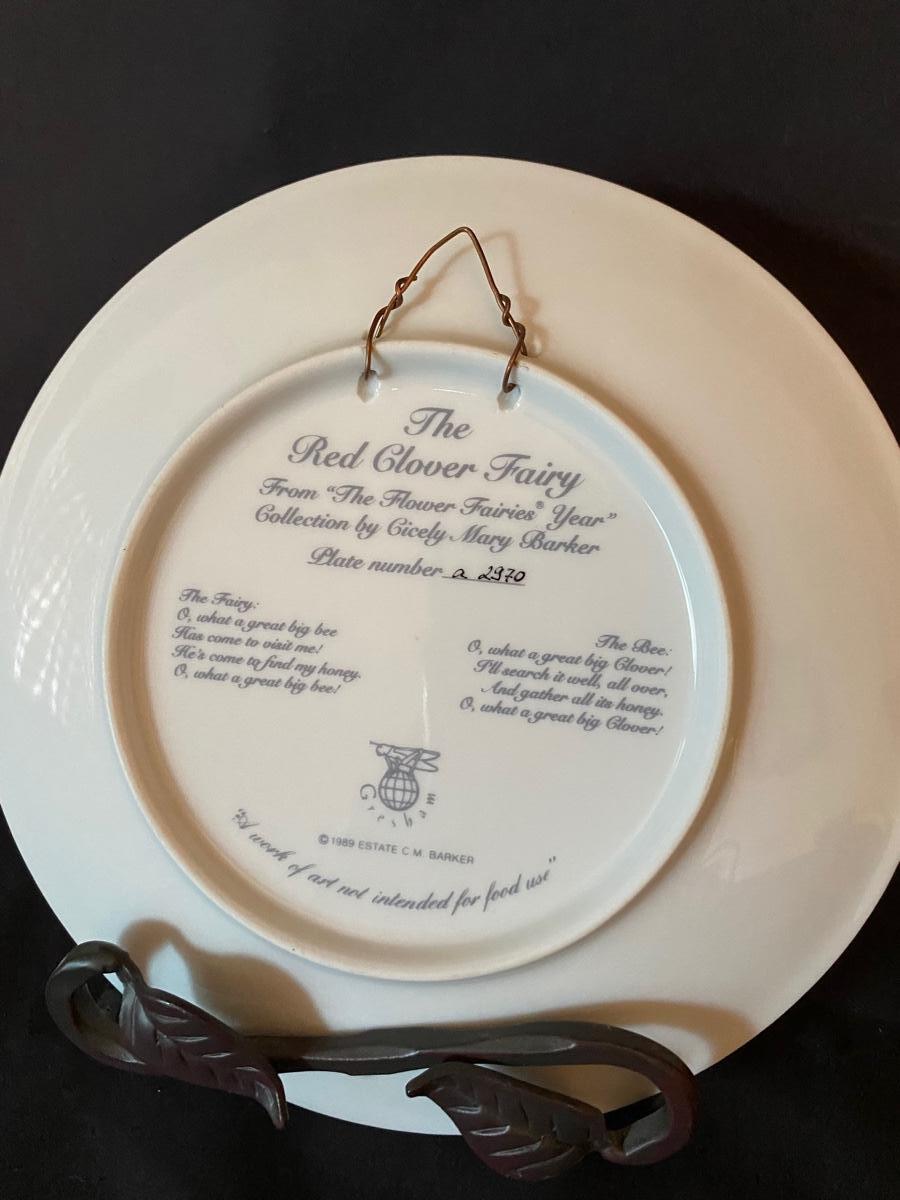 The
Red Clover Fairy
From “The Flower Fairies® Year”
Collection by Cicely Mary Barker
Plate number a 2970
The Fairy:
O, what a great big bee
Has come to visit me!
He's come to find my honey.
O, what a great big bee!
The Bee:
O, what a great big Clover!
I'll search it well, all over,
And gather all its honey.
O, what a great big Clover!
Gresham
©1989 ESTATE C.M. BARKER
“A work of art not intended for food use”